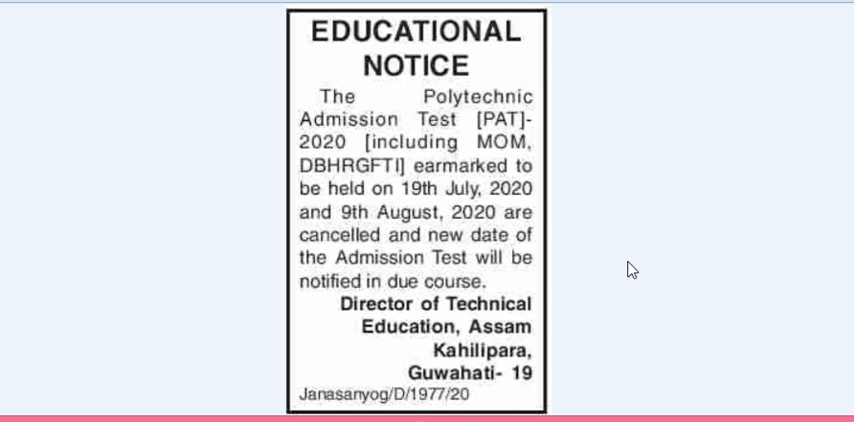 EDUCATIONAL
NOTICE
The Polytechnic
Admission Test [PAT]-
2020 [including MOM,
DBHRGFTI] earmarked to
be held on 19th July, 2020
and 9th August, 2020 are
cancelled and new date of
the Admission Test will be
notified in due course.
Director of Technical
Education, Assam
Kahilipara,
Guwahati- 19
Janasanyog/D/1977/20